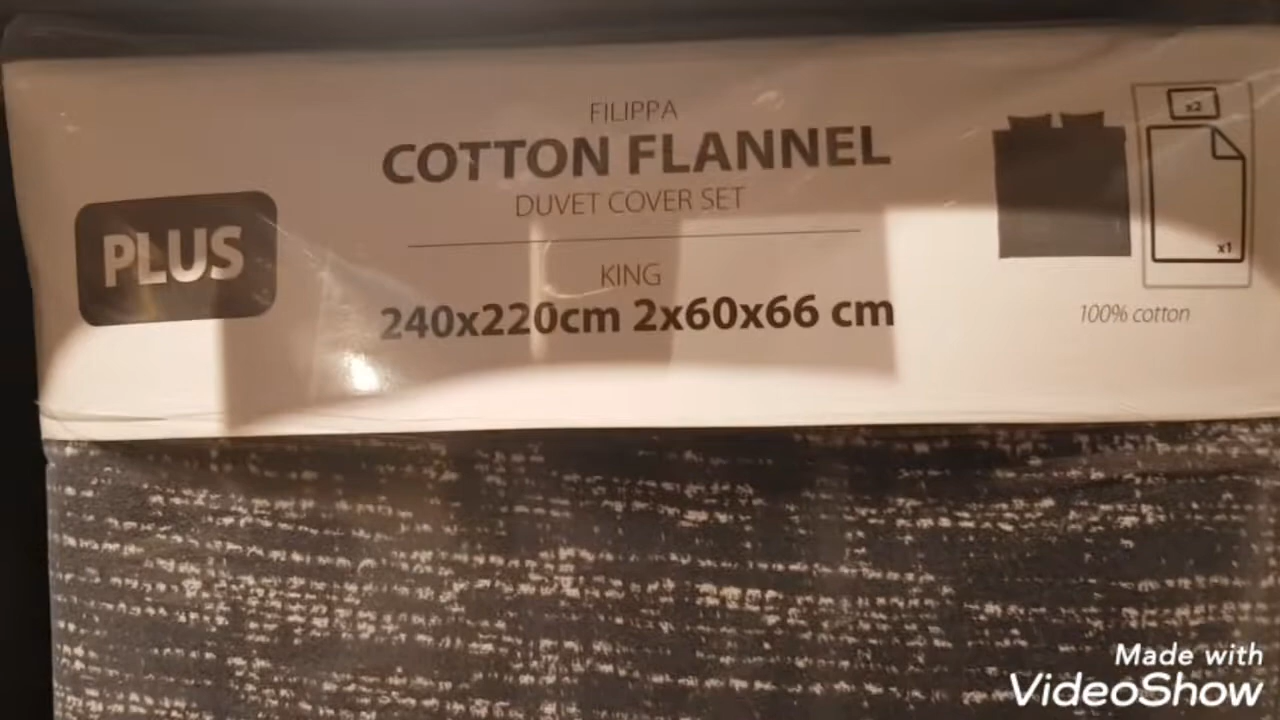 FILIPPA
COTTON FLANNEL
DUVET COVER SET
PLUS
KING
240x220cm 2x60x66 cm
x2
x1
100% cotton
Made with
VideoShow